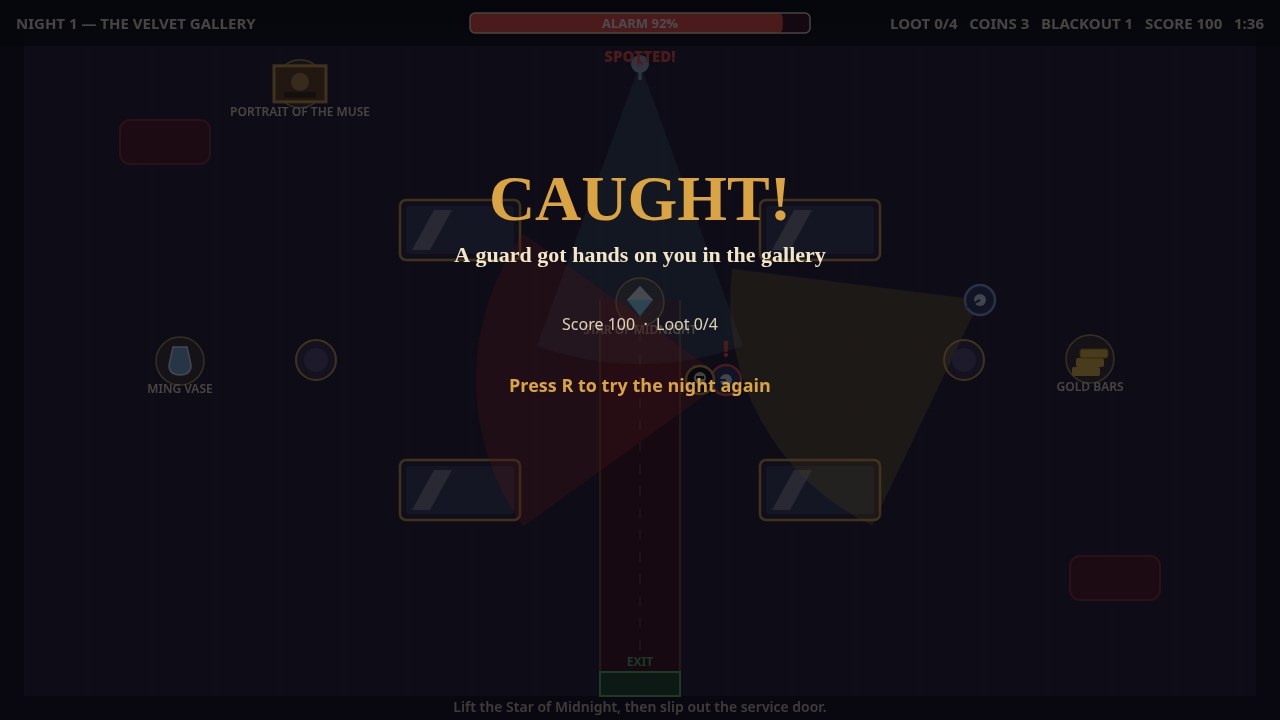 NIGHT 1 — THE VELVET GALLERY
ALARM 92%
LOOT 0/4 COINS 3 BLACKOUT 1 SCORE 100 1:36
SPOTTED!
PORTRAIT OF THE MUSE
CAUGHT!
A guard got hands on you in the gallery
Score 100 · Loot 0/4
STAR OF MIDNIGHT
!
MING VASE
GOLD BARS
Press R to try the night again
EXIT
Lift the Star of Midnight, then slip out the service door.